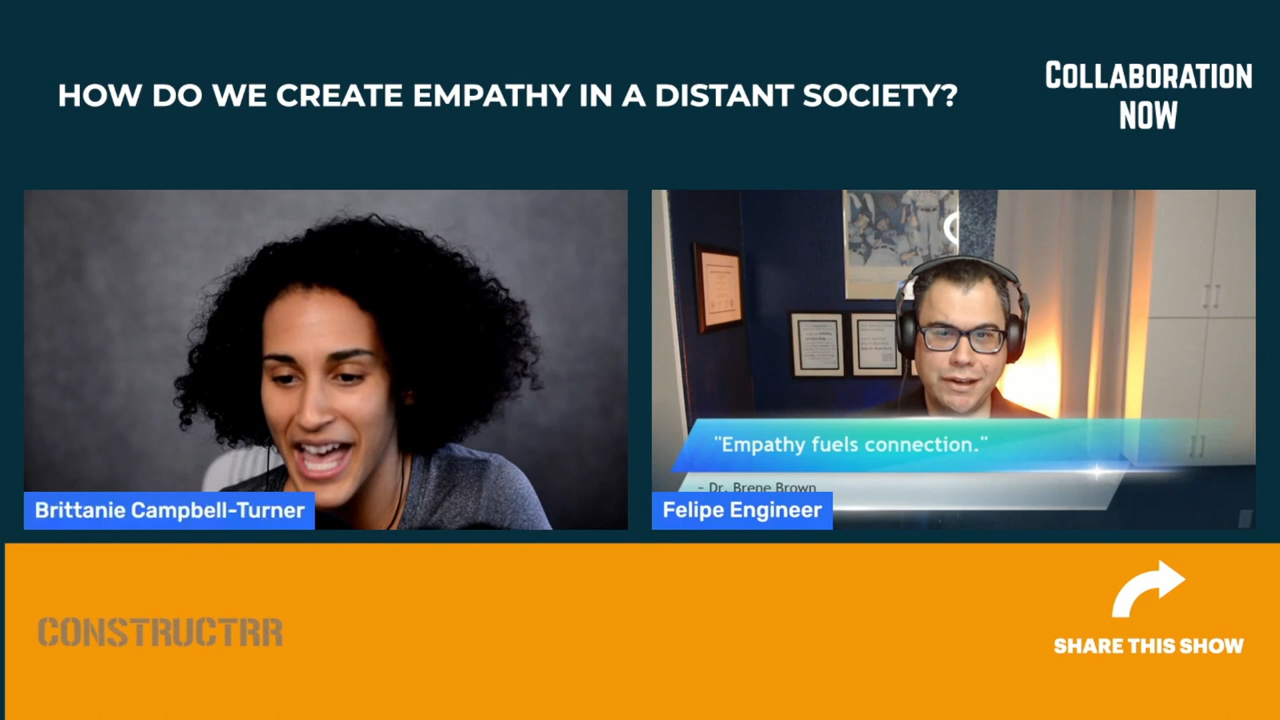 HOW DO WE CREATE EMPATHY IN A DISTANT SOCIETY?
COLLABORATION
NOW
"Empathy fuels connection."
~ Dr. Brene Brown
Brittanie Campbell-Turner
Felipe Engineer
CONSTRUCTRR
SHARE THIS SHOW